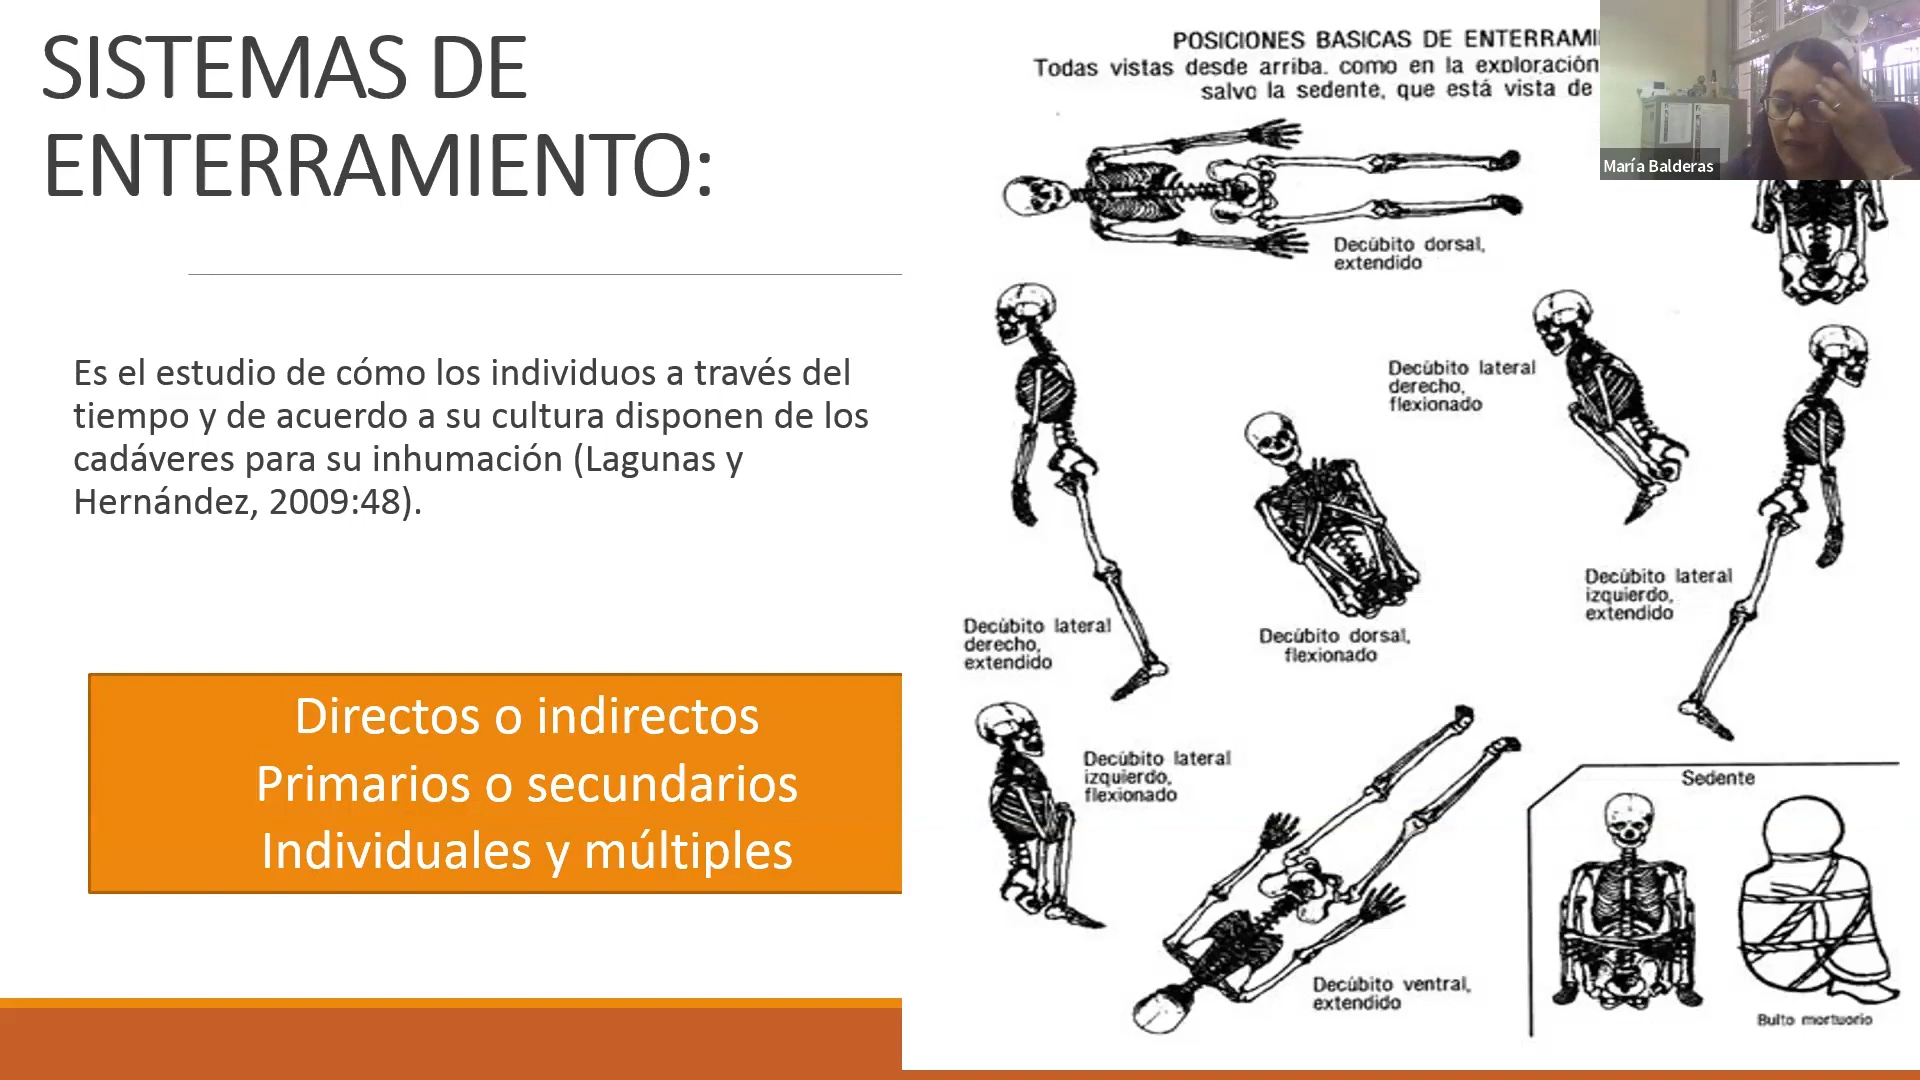 SISTEMAS DE
ENTERRAMIENTO:
Es el estudio de cómo los individuos a través del
tiempo y de acuerdo a su cultura disponen de los
cadáveres para su inhumación (Lagunas y
Hernández, 2009:48).
Directos o indirectos
Primarios o secundarios
Individuales y múltiples
POSICIONES BASICAS DE ENTERRAMI
Todas vistas desde arriba. como en la exploración
salvo la sedente, que está vista de
María Balderas
Decúbito dorsal,
extendido
Decúbito lateral
derecho,
flexionado
Decúbito lateral
izquierdo,
extendido
Decúbito lateral
derecho,
extendido
Decúbito dorsal,
flexionado
Decúbito lateral
izquierdo,
flexionado
Sedente
Decúbito ventral,
extendido
Bulto mortuorio